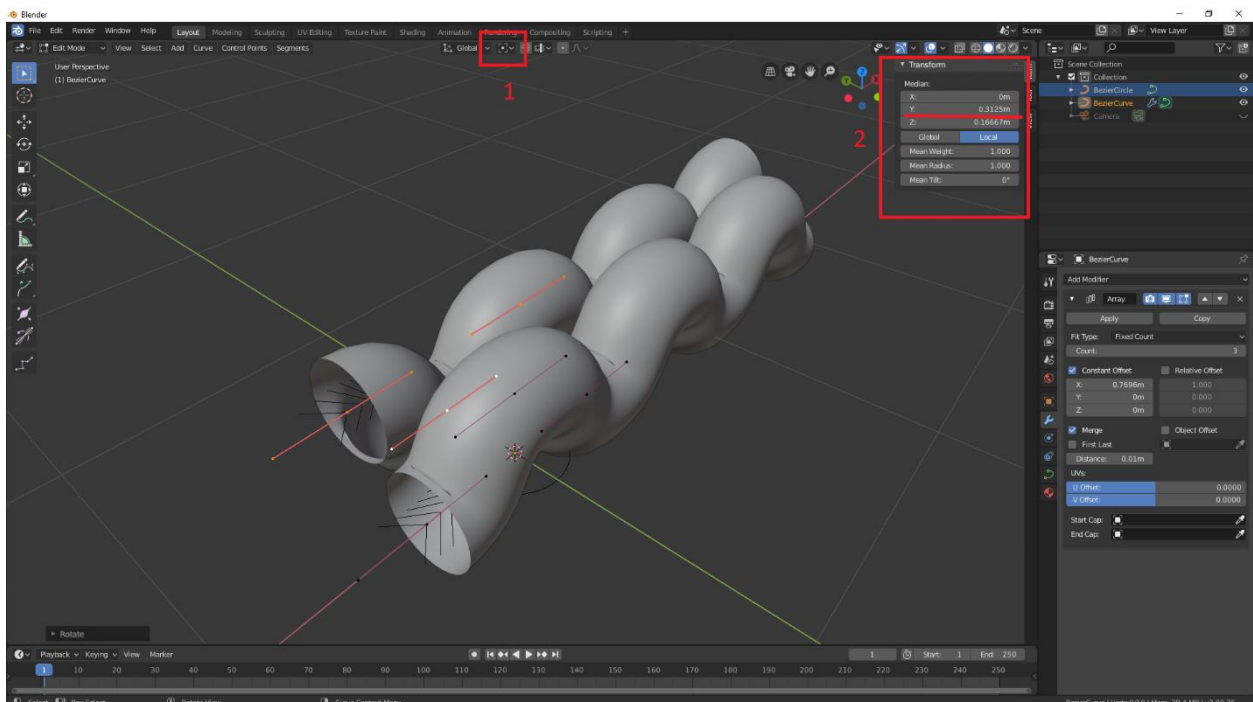 Blender
File Edit Render Window Help Layout Modeling Sculpting UV Editing Texture Paint Shading Animation Rendering Compositing Scripting + Scene View Layer
Edit Mode View Select Add Curve Control Points Segments Global
User Perspective
(1) BezierCurve
1
2
Transform
Median:
X: 0m
Y: 0.3125m
Z: 0.16667m
Global Local
Mean Weight: 1.000
Mean Radius: 1.000
Mean Tilt: 0°
Scene Collection
Collection
BezierCircle
BezierCurve
Camera
BezierCurve
Add Modifier
Array
Apply Copy
Fit Type: Fixed Count
Count: 3
Constant Offset Relative Offset
X: 0.7696m 1.000
Y: 0m 0.000
Z: 0m 0.000
Merge Object Offset
First Last
Distance: 0.01m
UVs:
U Offset: 0.0000
V Offset: 0.0000
Start Cap:
End Cap:
Rotate
Playback Keying View Marker 1 Start: 1 End: 250
1 10 20 30 40 50 60 70 80 90 100 110 120 130 140 150 160 170 180 190 200 210 220 230 240 250